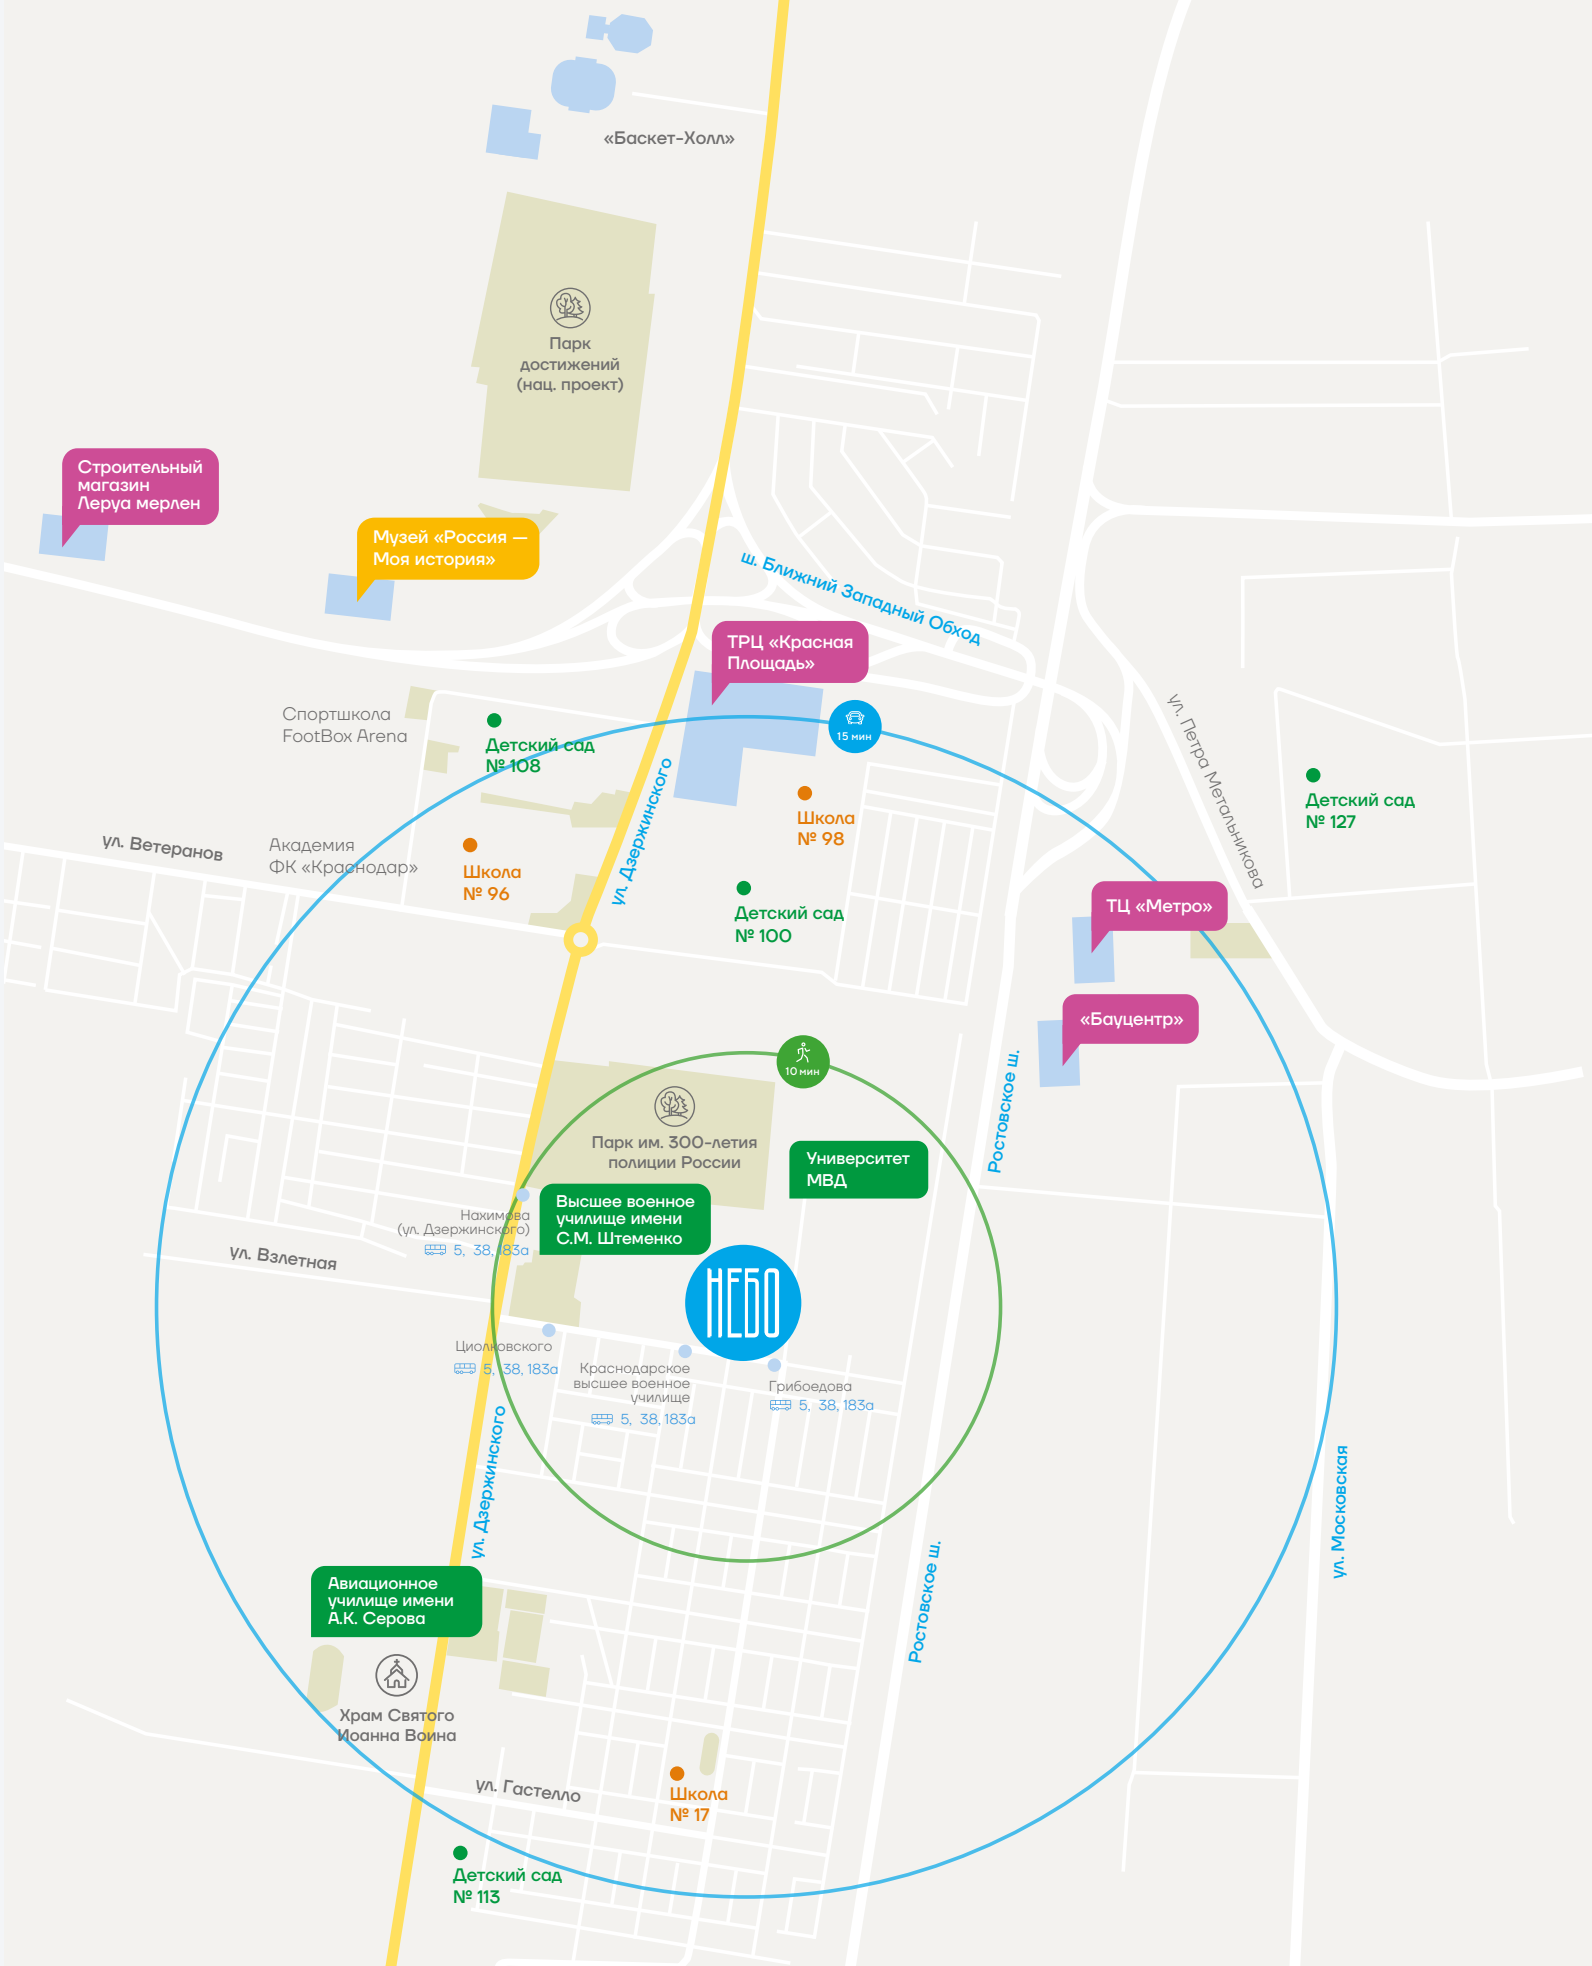 «Баскет-Холл»
Парк
достижений
(нац. проект)
Строительный
магазин
Леруа мерлен
Музей «Россия —
Моя история»
ш. Ближний Западный Обход
ТРЦ «Красная
Площадь»
Спортшкола
FootBox Arena
Детский сад
№ 108
15 мин
ул. Петра Метальникова
ул. Дзержинского
Школа
№ 98
Детский сад
№ 127
ул. Ветеранов
Академия
ФК «Краснодар»
Школа
№ 96
Детский сад
№ 100
ТЦ «Метро»
«Бауцентр»
10 мин
Ростовское ш.
Парк им. 300-летия
полиции России
Университет
МВД
Высшее военное
училище имени
С.М. Штеменко
Нахимова
(ул. Дзержинского)
5, 38, 183а
ул. Взлетная
НЕБО
Циолковского
5, 38, 183а
Краснодарское
высшее военное
училище
5, 38, 183а
Грибоедова
5, 38, 183а
ул. Дзержинского
ул. Московская
Ростовское ш.
Авиационное
училище имени
А.К. Серова
Храм Святого
Иоанна Воина
ул. Гастелло
Школа
№ 17
Детский сад
№ 113